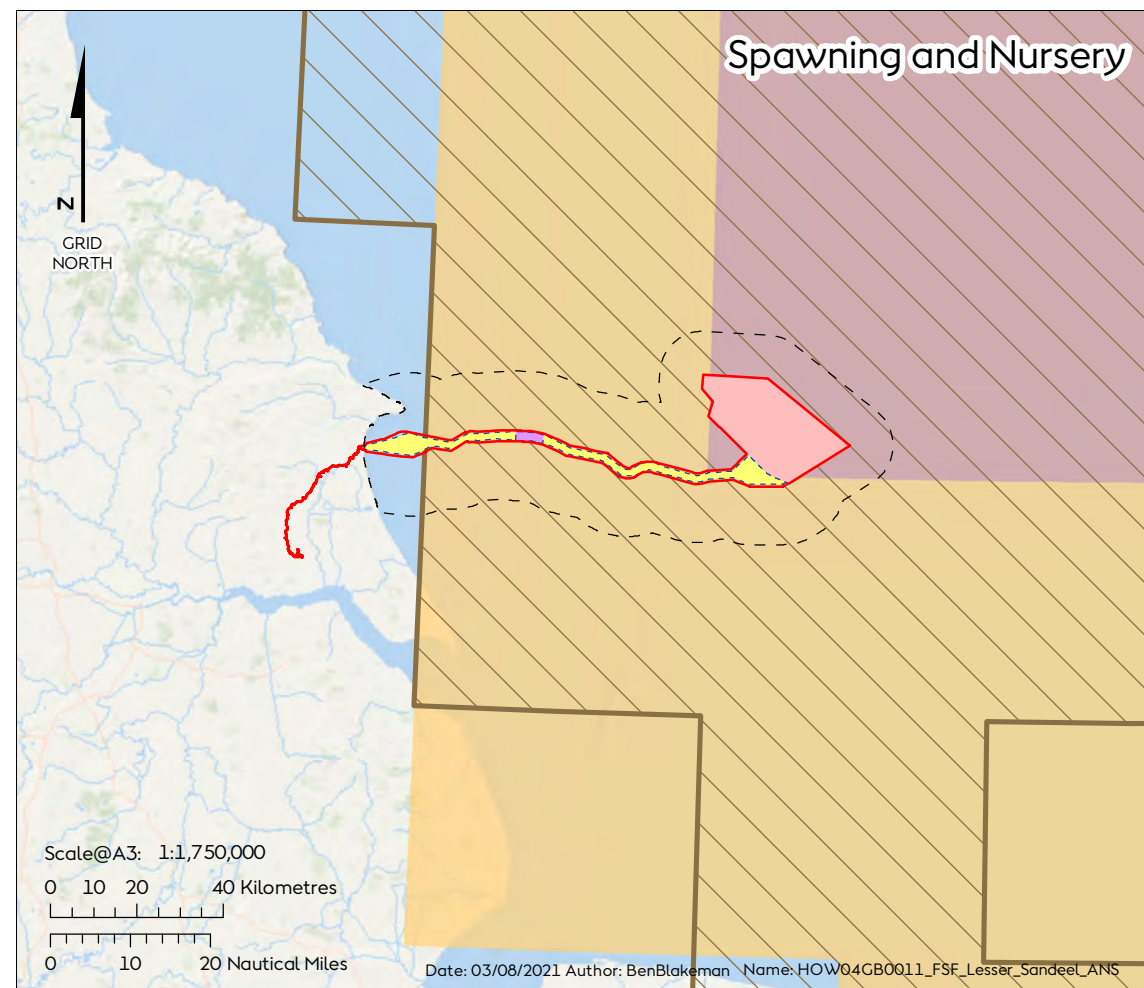 Spawning and Nursery
N
GRID
NORTH
Scale@A3: 1:1,750,000
0 10 20 40 Kilometres
0 10 20 Nautical Miles
Date: 03/08/2021 Author: BenBlakeman Name: HOW04GB0011_FSF_Lesser_Sandeel_ANS